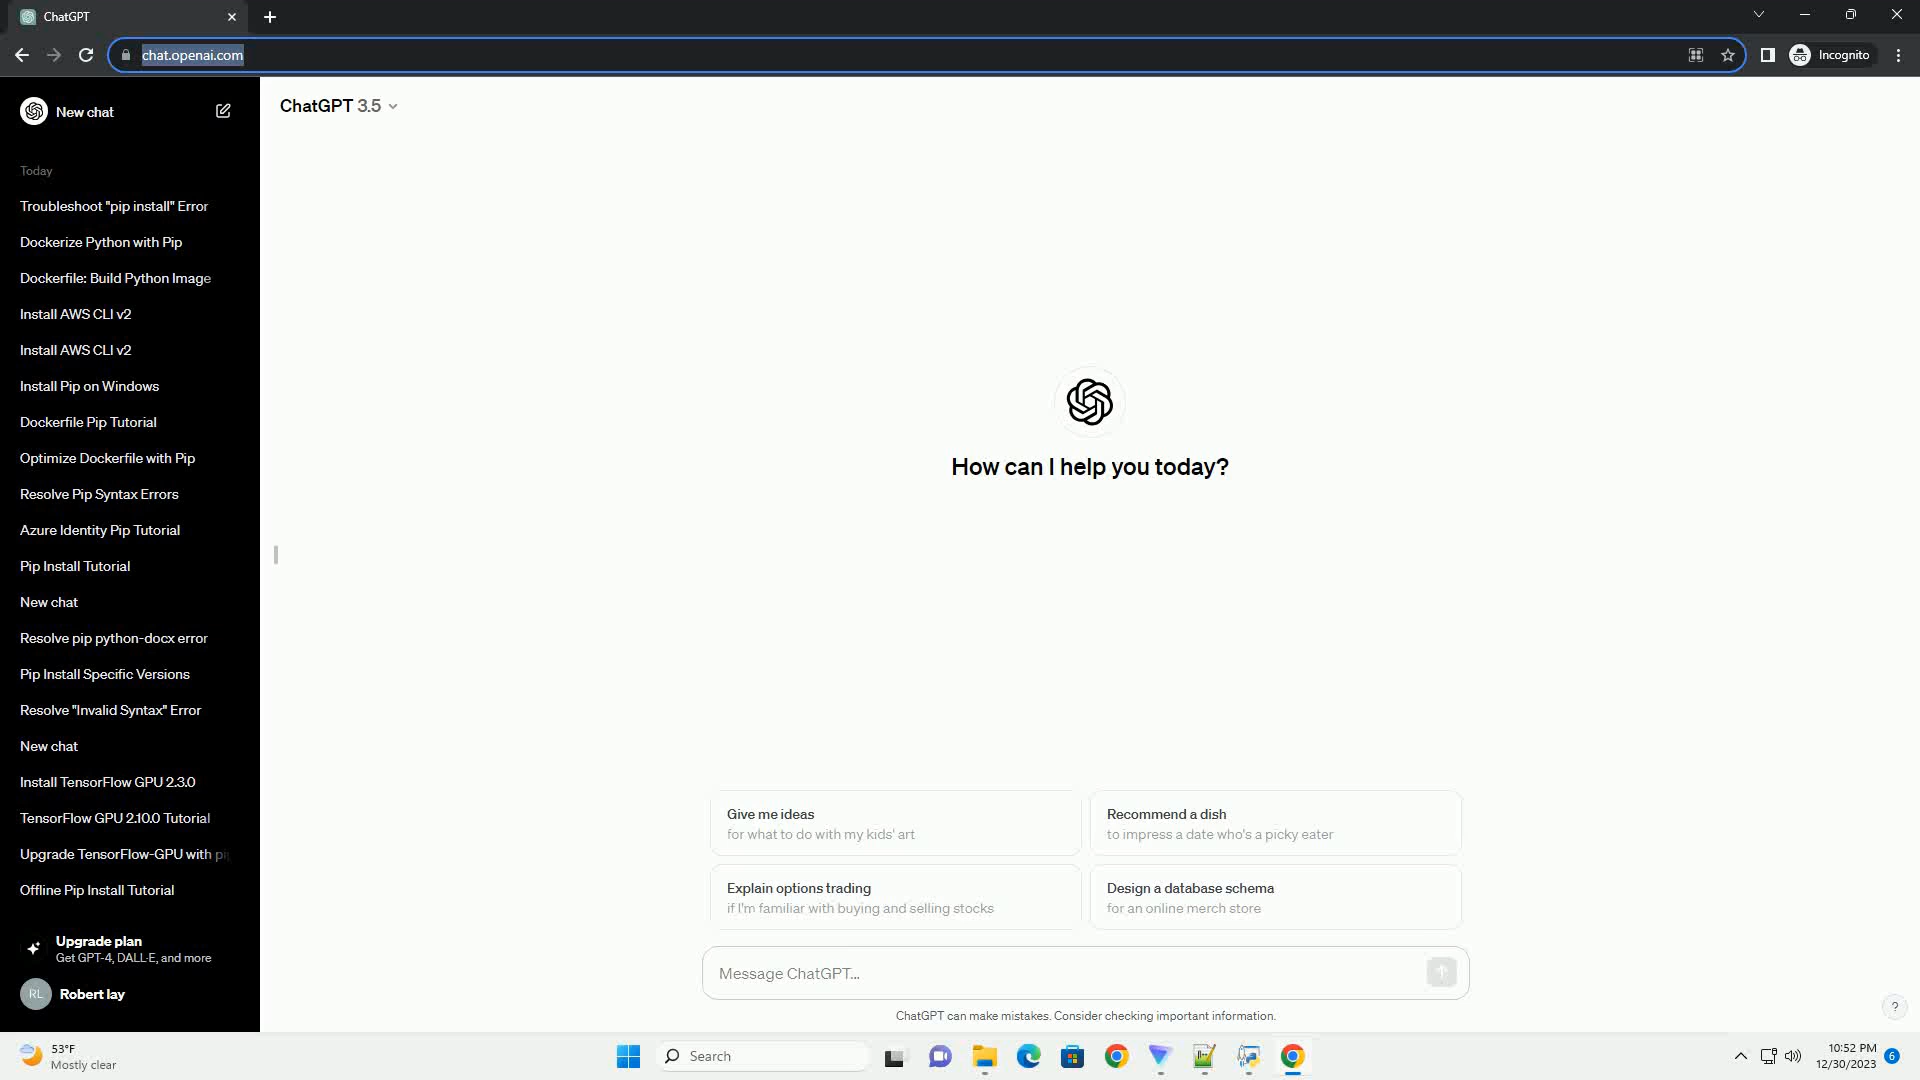 ChatGPT
chat.openai.com
Incognito
New chat
ChatGPT 3.5
Today
Troubleshoot "pip install" Error
Dockerize Python with Pip
Dockerfile: Build Python Image
Install AWS CLI v2
Install AWS CLI v2
Install Pip on Windows
Dockerfile Pip Tutorial
Optimize Dockerfile with Pip
Resolve Pip Syntax Errors
Azure Identity Pip Tutorial
Pip Install Tutorial
New chat
Resolve pip python-docx error
Pip Install Specific Versions
Resolve "Invalid Syntax" Error
New chat
Install TensorFlow GPU 2.3.0
TensorFlow GPU 2.10.0 Tutorial
Upgrade TensorFlow-GPU with pi
Offline Pip Install Tutorial
Upgrade plan
Get GPT-4, DALL·E, and more
RL
Robert lay
How can I help you today?
Give me ideas
for what to do with my kids' art
Recommend a dish
to impress a date who's a picky eater
Explain options trading
if I'm familiar with buying and selling stocks
Design a database schema
for an online merch store
Message ChatGPT...
ChatGPT can make mistakes. Consider checking important information.
?
53°F
Mostly clear
Search
10:52 PM
12/30/2023
6